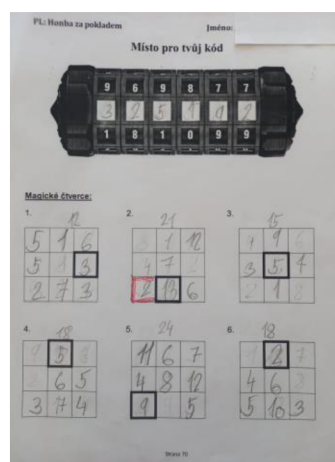 PL: Honba za pokladem
Jméno:
Místo pro tvůj kód
9 6 9 8 7 7
3 2 5 1 9 2
1 8 1 0 9 9
Magické čtverce:
1. 12 2. 21 3. 15
5 1 6 1 12 4 9
5 3 7 3 5 7
2 7 3 2 13 6 1
4. 18 5. 24 6. 18
5 11 6 7 2
6 5 4 8 12 4 6
3 17 4 9 5 5 10 3
Strana 70